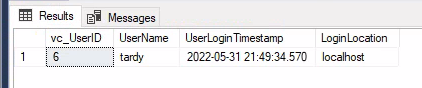 Results Messages
vc_UserID UserName UserLoginTimestamp LoginLocation
1 6 tardy 2022-05-31 21:49:34.570 localhost